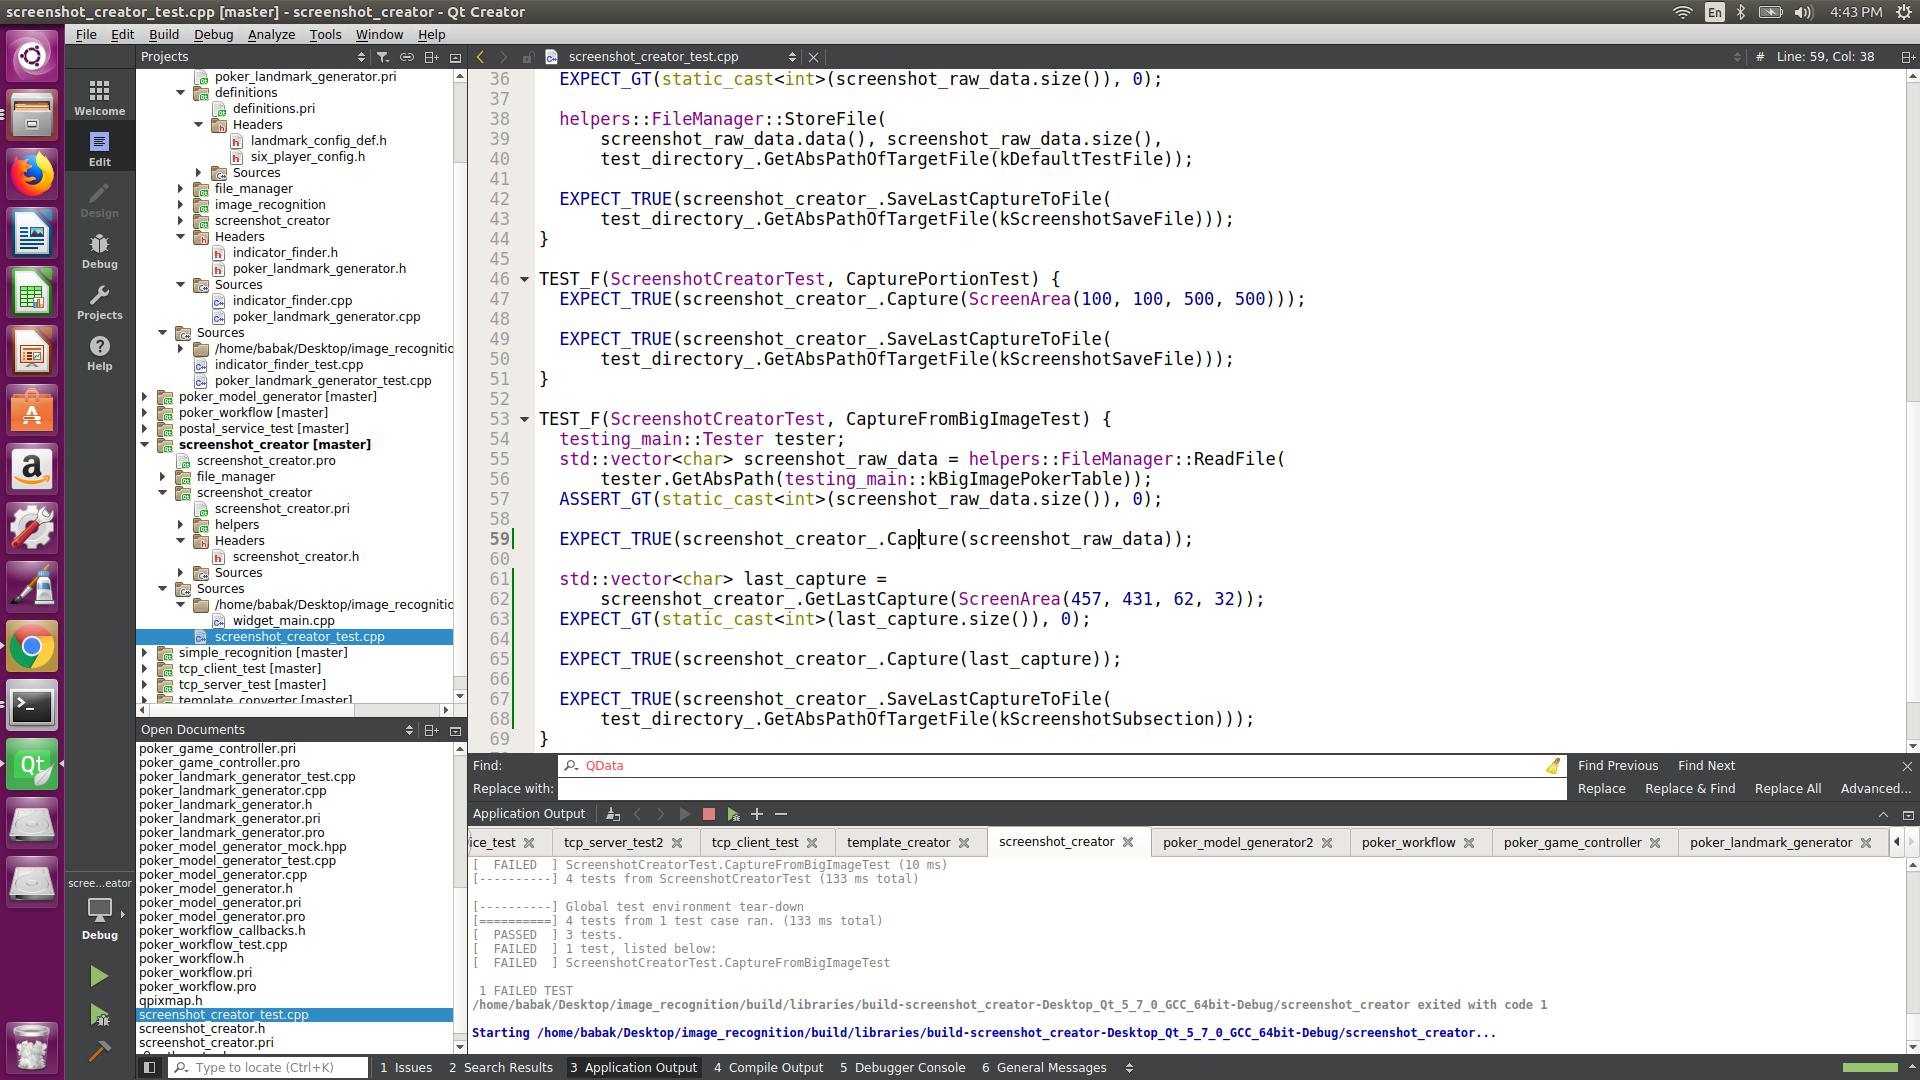 screenshot_creator_test.cpp [master] - screenshot_creator - Qt Creator
En
4:43 PM
File Edit Build Debug Analyze Tools Window Help
Projects
screenshot_creator_test.cpp
# Line: 59, Col: 38
Welcome
Edit
Design
Debug
Projects
Help
poker_landmark_generator.pri
definitions
definitions.pri
Headers
landmark_config_def.h
six_player_config.h
Sources
file_manager
image_recognition
screenshot_creator
Headers
indicator_finder.h
poker_landmark_generator.h
Sources
indicator_finder.cpp
poker_landmark_generator.cpp
Sources
/home/babak/Desktop/image_recognitio
indicator_finder_test.cpp
poker_landmark_generator_test.cpp
poker_model_generator [master]
poker_workflow [master]
postal_service_test [master]
screenshot_creator [master]
screenshot_creator.pro
file_manager
screenshot_creator
screenshot_creator.pri
helpers
Headers
screenshot_creator.h
Sources
Sources
/home/babak/Desktop/image_recognitio
widget_main.cpp
screenshot_creator_test.cpp
simple_recognition [master]
tcp_client_test [master]
tcp_server_test [master]
template_converter [master]
36 EXPECT_GT(static_cast<int>(screenshot_raw_data.size()), 0);
37
38 helpers::FileManager::StoreFile(
39 screenshot_raw_data.data(), screenshot_raw_data.size(),
40 test_directory_.GetAbsPathOfTargetFile(kDefaultTestFile));
41
42 EXPECT_TRUE(screenshot_creator_.SaveLastCaptureToFile(
43 test_directory_.GetAbsPathOfTargetFile(kScreenshotSaveFile)));
44 }
45
46 TEST_F(ScreenshotCreatorTest, CapturePortionTest) {
47 EXPECT_TRUE(screenshot_creator_.Capture(ScreenArea(100, 100, 500, 500)));
48
49 EXPECT_TRUE(screenshot_creator_.SaveLastCaptureToFile(
50 test_directory_.GetAbsPathOfTargetFile(kScreenshotSaveFile)));
51 }
52
53 TEST_F(ScreenshotCreatorTest, CaptureFromBigImageTest) {
54 testing_main::Tester tester;
55 std::vector<char> screenshot_raw_data = helpers::FileManager::ReadFile(
56 tester.GetAbsPath(testing_main::kBigImagePokerTable));
57 ASSERT_GT(static_cast<int>(screenshot_raw_data.size()), 0);
58
59 EXPECT_TRUE(screenshot_creator_.Capture(screenshot_raw_data));
60
61 std::vector<char> last_capture =
62 screenshot_creator_.GetLastCapture(ScreenArea(457, 431, 62, 32));
63 EXPECT_GT(static_cast<int>(last_capture.size()), 0);
64
65 EXPECT_TRUE(screenshot_creator_.Capture(last_capture));
66
67 EXPECT_TRUE(screenshot_creator_.SaveLastCaptureToFile(
68 test_directory_.GetAbsPathOfTargetFile(kScreenshotSubsection)));
69 }
Open Documents
poker_game_controller.pri
poker_game_controller.pro
poker_landmark_generator_test.cpp
poker_landmark_generator.cpp
poker_landmark_generator.h
poker_landmark_generator.pri
poker_landmark_generator.pro
poker_model_generator_mock.hpp
poker_model_generator_test.cpp
poker_model_generator.cpp
poker_model_generator.h
poker_model_generator.pri
poker_model_generator.pro
poker_workflow_callbacks.h
poker_workflow_test.cpp
poker_workflow.h
poker_workflow.pri
poker_workflow.pro
qpixmap.h
screenshot_creator_test.cpp
screenshot_creator.h
screenshot_creator.pri
scree...eator
Debug
Find: QData Find Previous Find Next
Replace with: Replace Replace & Find Replace All Advanced...
Application Output
ice_test tcp_server_test2 tcp_client_test template_creator screenshot_creator poker_model_generator2 poker_workflow poker_game_controller poker_landmark_generator
[ FAILED ] ScreenshotCreatorTest.CaptureFromBigImageTest (10 ms)
[----------] 4 tests from ScreenshotCreatorTest (133 ms total)
[----------] Global test environment tear-down
[==========] 4 tests from 1 test case ran. (133 ms total)
[ PASSED ] 3 tests.
[ FAILED ] 1 test, listed below:
[ FAILED ] ScreenshotCreatorTest.CaptureFromBigImageTest
1 FAILED TEST
/home/babak/Desktop/image_recognition/build/libraries/build-screenshot_creator-Desktop_Qt_5_7_0_GCC_64bit-Debug/screenshot_creator exited with code 1
Starting /home/babak/Desktop/image_recognition/build/libraries/build-screenshot_creator-Desktop_Qt_5_7_0_GCC_64bit-Debug/screenshot_creator...
Type to locate (Ctrl+K) 1 Issues 2 Search Results 3 Application Output 4 Compile Output 5 Debugger Console 6 General Messages